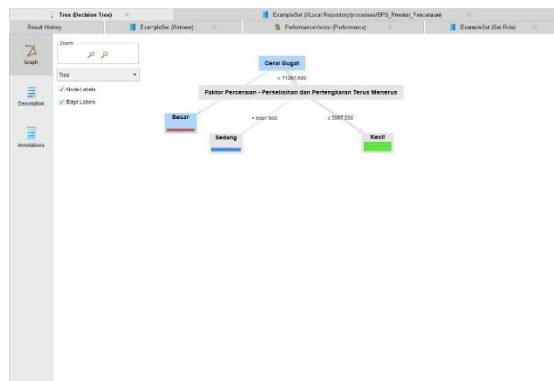 Tree (Decision Tree)
ExampleSet (//Local Repository/processes/BPS_Provinsi_Perceraian)
Result History
ExampleSet (Retrieve)
PerformanceVector (Performance)
ExampleSet (Set Role)
Graph
Zoom
Tree
Node Labels
Edge Labels
Description
Annotations
Cerai Gugat
Faktor Perceraian - Perselisihan dan Pertengkaran Terus Menerus
Besar
> 5087.500
≤ 5087.500
Sedang
Kecil